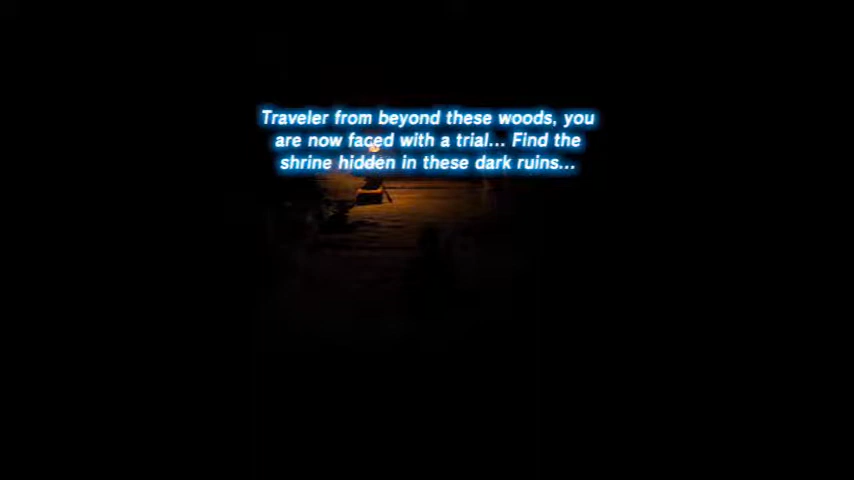 Traveler from beyond these woods, you
are now faced with a trial... Find the
shrine hidden in these dark ruins...